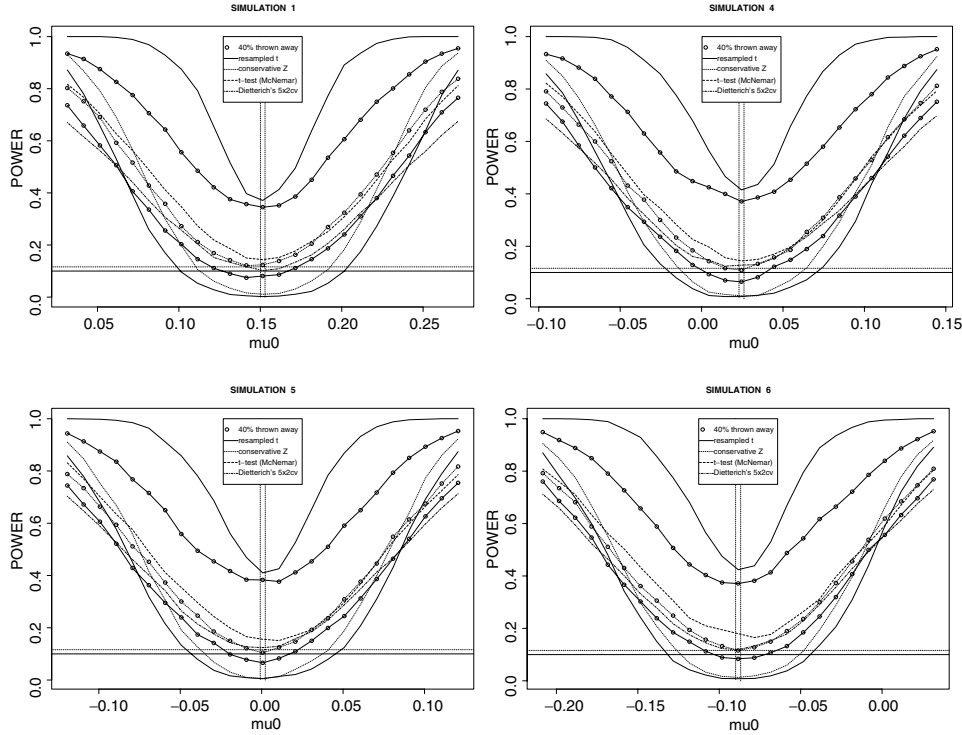 SIMULATION 1
POWER
0.0 0.2 0.4 0.6 0.8 1.0
40% thrown away
resampled t
conservative Z
t-test (McNemar)
Dietterich's 5x2cv
0.05 0.10 0.15 0.20 0.25
mu0
SIMULATION 4
POWER
0.0 0.2 0.4 0.6 0.8 1.0
40% thrown away
resampled t
conservative Z
t-test (McNemar)
Dietterich's 5x2cv
−0.10 −0.05 0.00 0.05 0.10 0.15
mu0
SIMULATION 5
POWER
0.0 0.2 0.4 0.6 0.8 1.0
40% thrown away
resampled t
conservative Z
t-test (McNemar)
Dietterich's 5x2cv
−0.10 −0.05 0.00 0.05 0.10
mu0
SIMULATION 6
POWER
0.0 0.2 0.4 0.6 0.8 1.0
40% thrown away
resampled t
conservative Z
t-test (McNemar)
Dietterich's 5x2cv
−0.20 −0.15 −0.10 −0.05 0.00
mu0